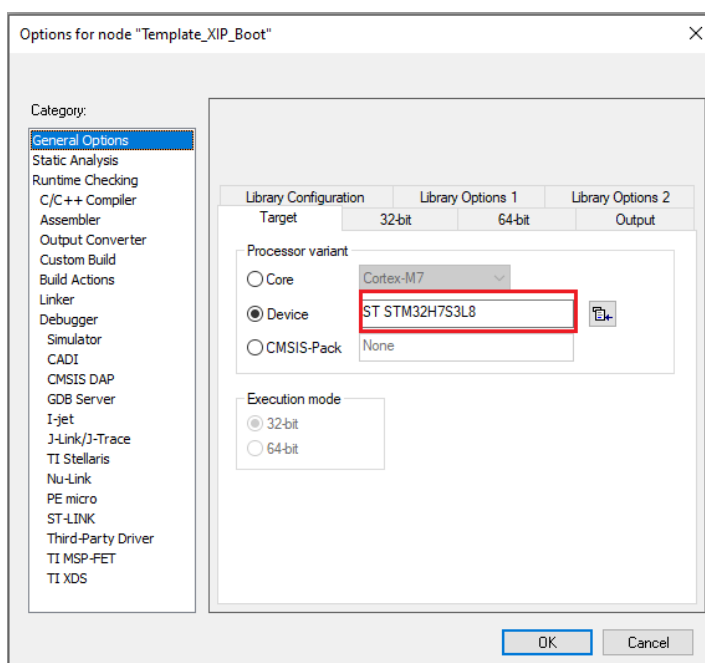 Options for node "Template_XIP_Boot"
Category:
General Options
Static Analysis
Runtime Checking
C/C++ Compiler
Assembler
Output Converter
Custom Build
Build Actions
Linker
Debugger
Simulator
CADI
CMSIS DAP
GDB Server
I-jet
J-Link/J-Trace
TI Stellaris
Nu-Link
PE micro
ST-LINK
Third-Party Driver
TI MSP-FET
TI XDS
Library Configuration Library Options 1 Library Options 2
Target 32-bit 64-bit Output
Processor variant
Core Cortex-M7
Device ST STM32H7S3L8
CMSIS-Pack None
Execution mode
32-bit
64-bit
OK Cancel